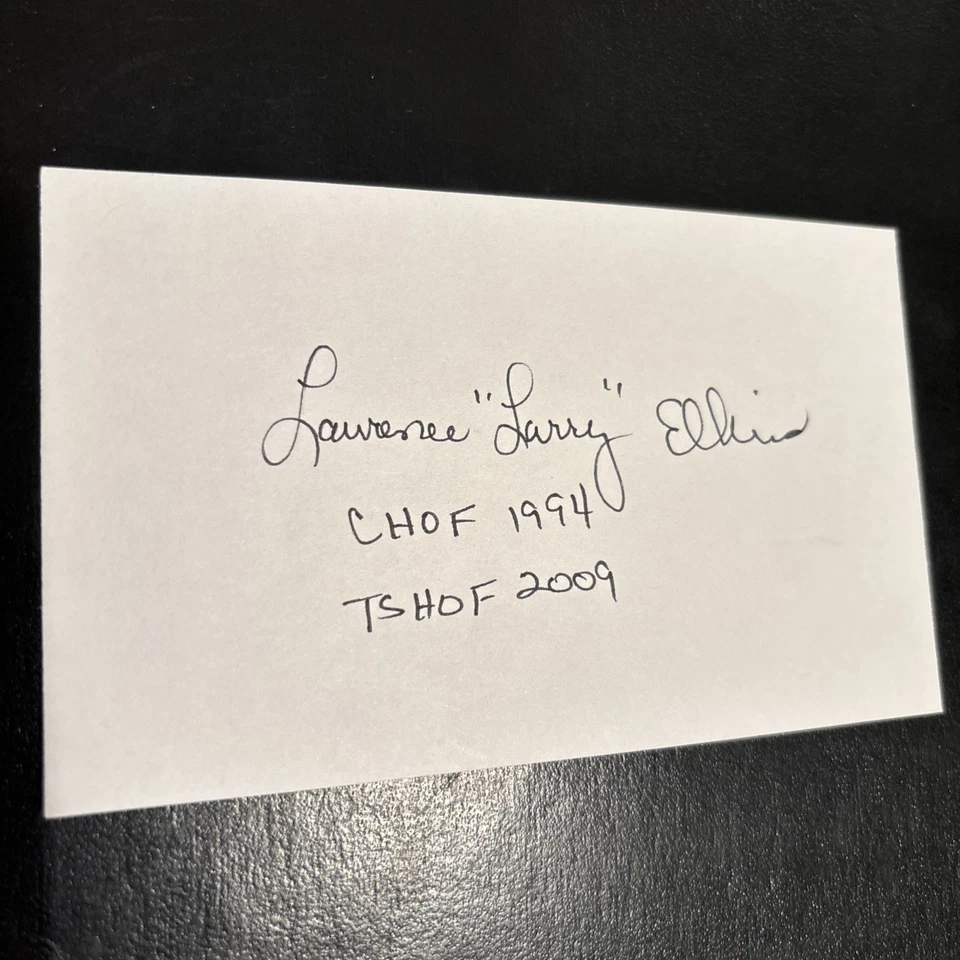 Lawrence "Larry" Elkins
CHOF 1994
TSHOF 2009